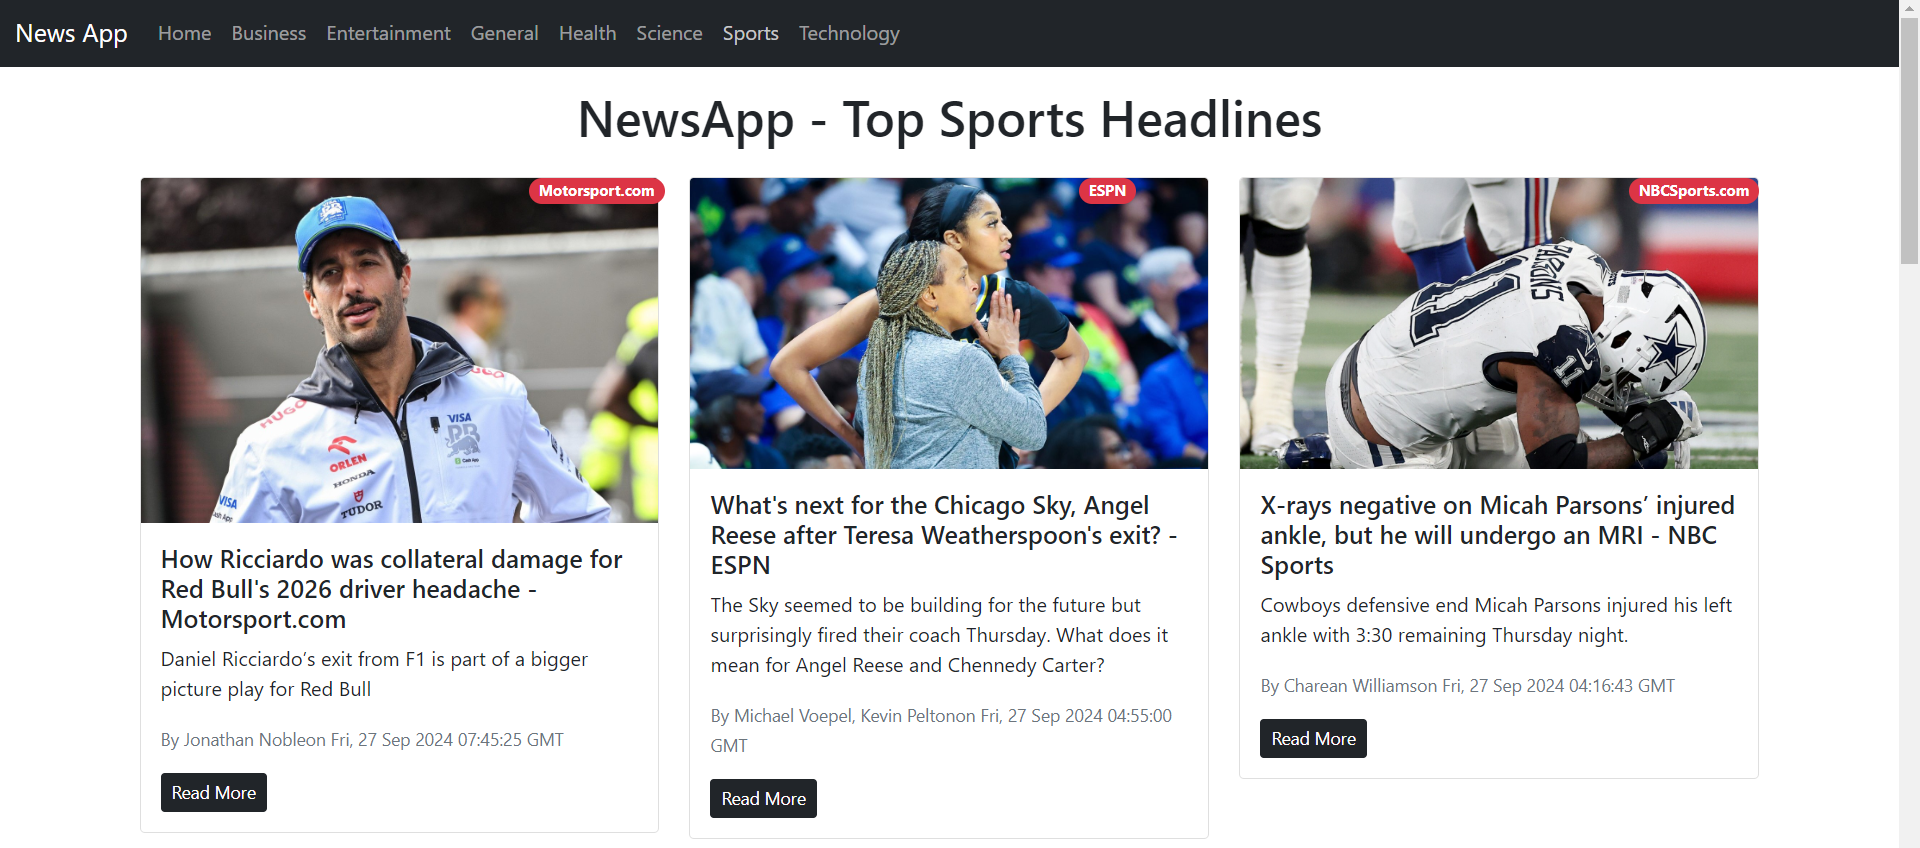 News App Home Business Entertainment General Health Science Sports Technology
NewsApp - Top Sports Headlines
Motorsport.com
HUGO
VISA
RB
Cash App
ORLEN
HONDA
TUDOR
VISA
How Ricciardo was collateral damage for
Red Bull's 2026 driver headache -
Motorsport.com
Daniel Ricciardo’s exit from F1 is part of a bigger
picture play for Red Bull
By Jonathan Nobleon Fri, 27 Sep 2024 07:45:25 GMT
Read More
ESPN
What's next for the Chicago Sky, Angel
Reese after Teresa Weatherspoon's exit? -
ESPN
The Sky seemed to be building for the future but
surprisingly fired their coach Thursday. What does it
mean for Angel Reese and Chennedy Carter?
By Michael Voepel, Kevin Peltonon Fri, 27 Sep 2024 04:55:00
GMT
Read More
NBCSports.com
PARSONS
11
11
X-rays negative on Micah Parsons’ injured
ankle, but he will undergo an MRI - NBC
Sports
Cowboys defensive end Micah Parsons injured his left
ankle with 3:30 remaining Thursday night.
By Charean Williamson Fri, 27 Sep 2024 04:16:43 GMT
Read More